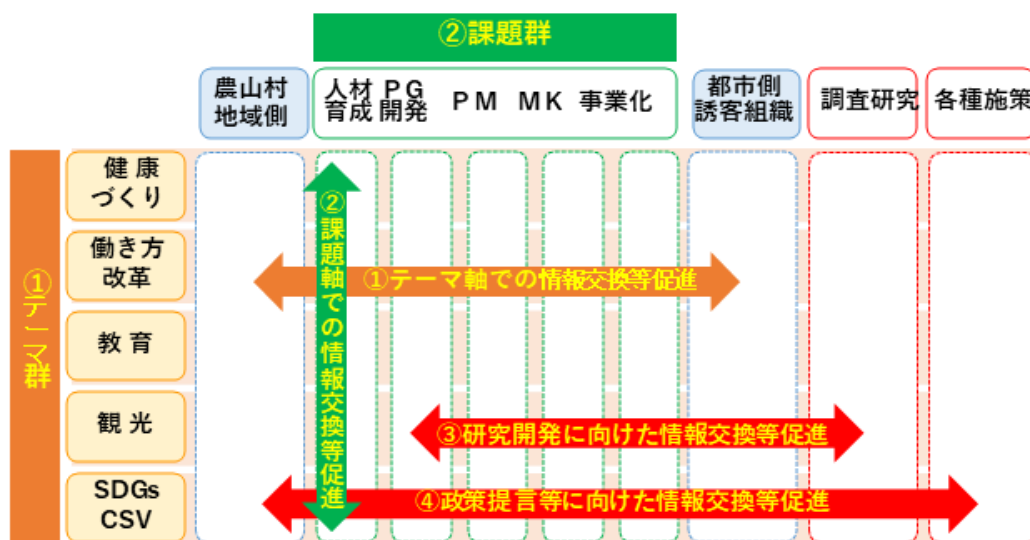 ②課題群
農山村
地域側
人材
育成
PG
開発
PM
MK
事業化
都市側
誘客組織
調査研究
各種施策
①テーマ群
健康
づくり
働き方
改革
教育
観光
SDGs
CSV
②課題軸での情報交換等促進
①テーマ軸での情報交換等促進
③研究開発に向けた情報交換等促進
④政策提言等に向けた情報交換等促進